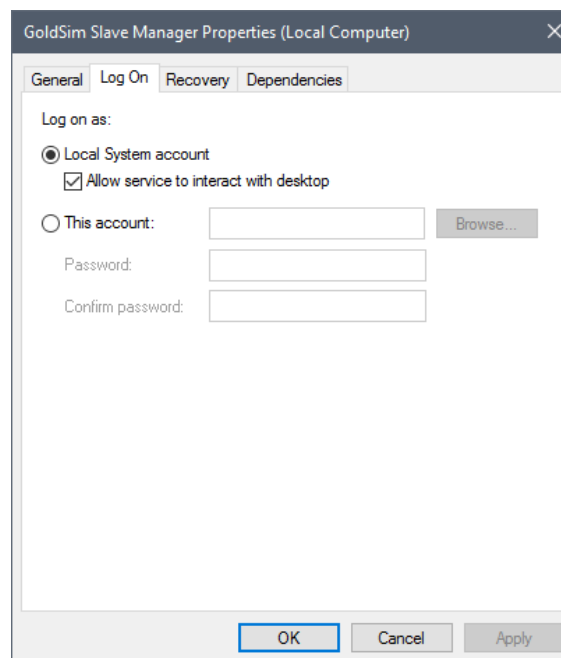 GoldSim Slave Manager Properties (Local Computer)
General Log On Recovery Dependencies
Log on as:
Local System account
Allow service to interact with desktop
This account: Browse...
Password:
Confirm password:
OK Cancel Apply